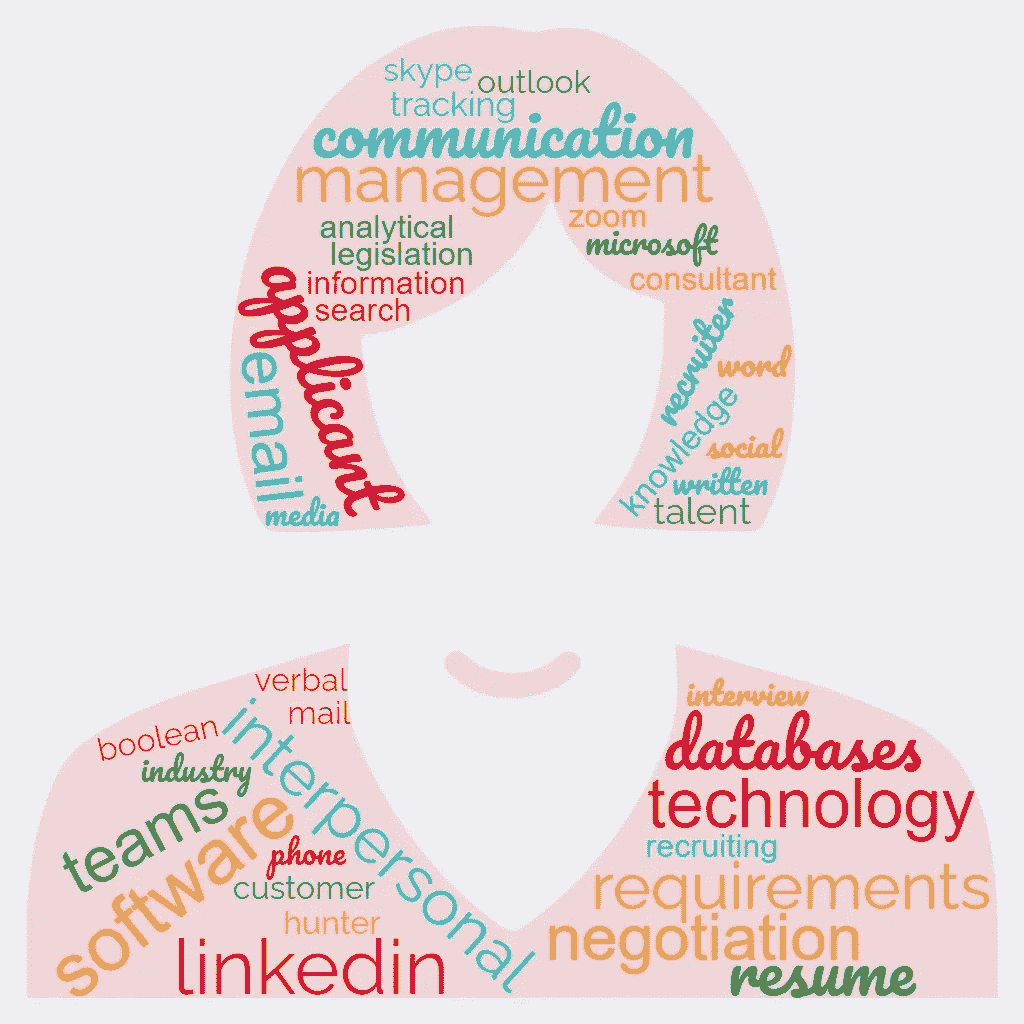 skype
outlook
tracking
communication
management
analytical
zoom
legislation
microsoft
information
consultant
search
applicant
email
media
recruiter
word
knowledge
social
written
talent
verbal
mail
boolean
industry
interpersonal
teams
software
phone
customer
hunter
linkedin
interview
databases
technology
recruiting
requirements
negotiation
resume